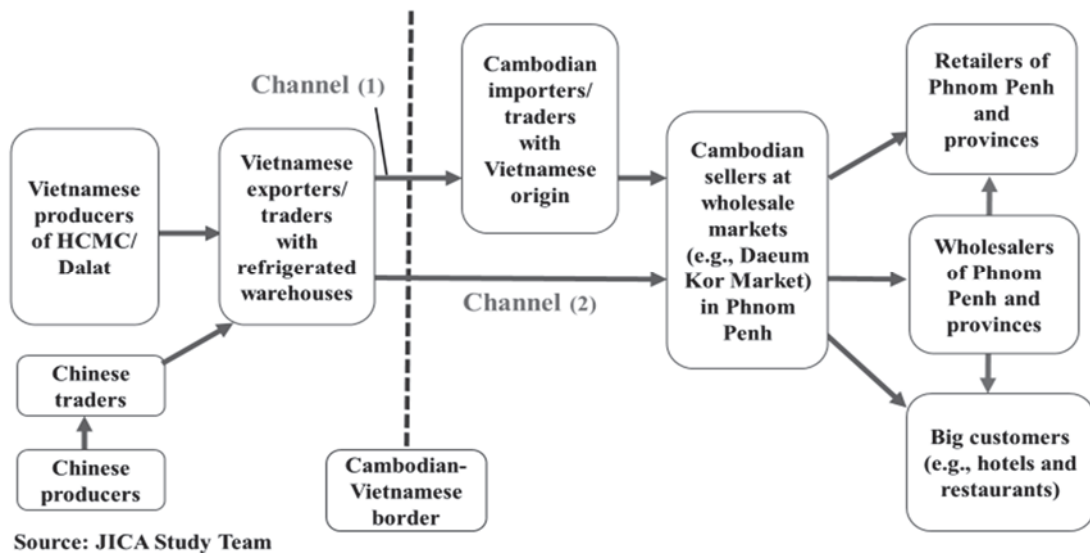 Channel (1)
Vietnamese
producers
of HCMC/
Dalat
Vietnamese
exporters/
traders
with
refrigerated
warehouses
Chinese
traders
Chinese
producers
Cambodian-
Vietnamese
border
Cambodian
importers/
traders
with
Vietnamese
origin
Channel (2)
Cambodian
sellers at
wholesale
markets
(e.g., Daeum
Kor Market)
in Phnom
Penh
Retailers of
Phnom Penh
and
provinces
Wholesalers
of Phnom
Penh and
provinces
Big customers
(e.g., hotels and
restaurants)
Source: JICA Study Team